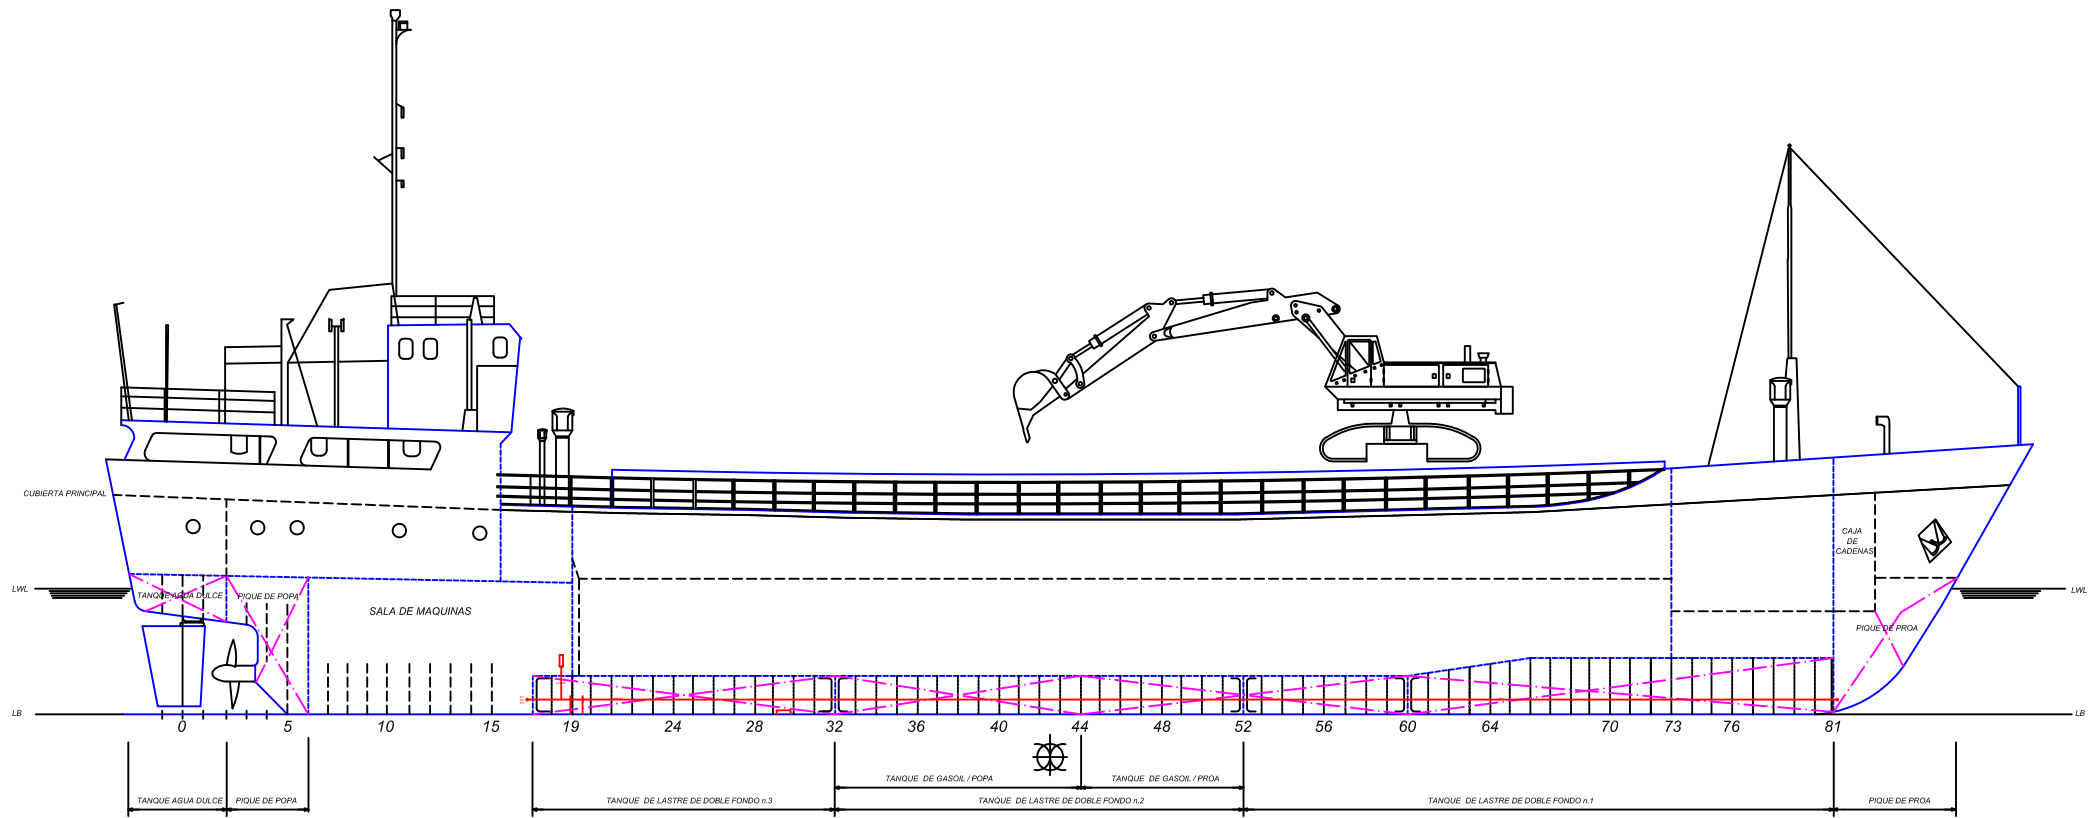 CUBIERTA PRINCIPAL
CAJA
DE
CADENAS
LWL
LWL
TANQUE AGUA DULCE
PIQUE DE POPA
SALA DE MAQUINAS
PIQUE DE PROA
LB
LB
0 5 10 15 19 24 28 32 36 40 44 48 52 56 60 64 70 73 76 81
TANQUE DE GASOIL / POPA
TANQUE DE GASOIL / PROA
TANQUE AGUA DULCE
PIQUE DE POPA
TANQUE DE LASTRE DE DOBLE FONDO n.3
TANQUE DE LASTRE DE DOBLE FONDO n.2
TANQUE DE LASTRE DE DOBLE FONDO n.1
PIQUE DE PROA